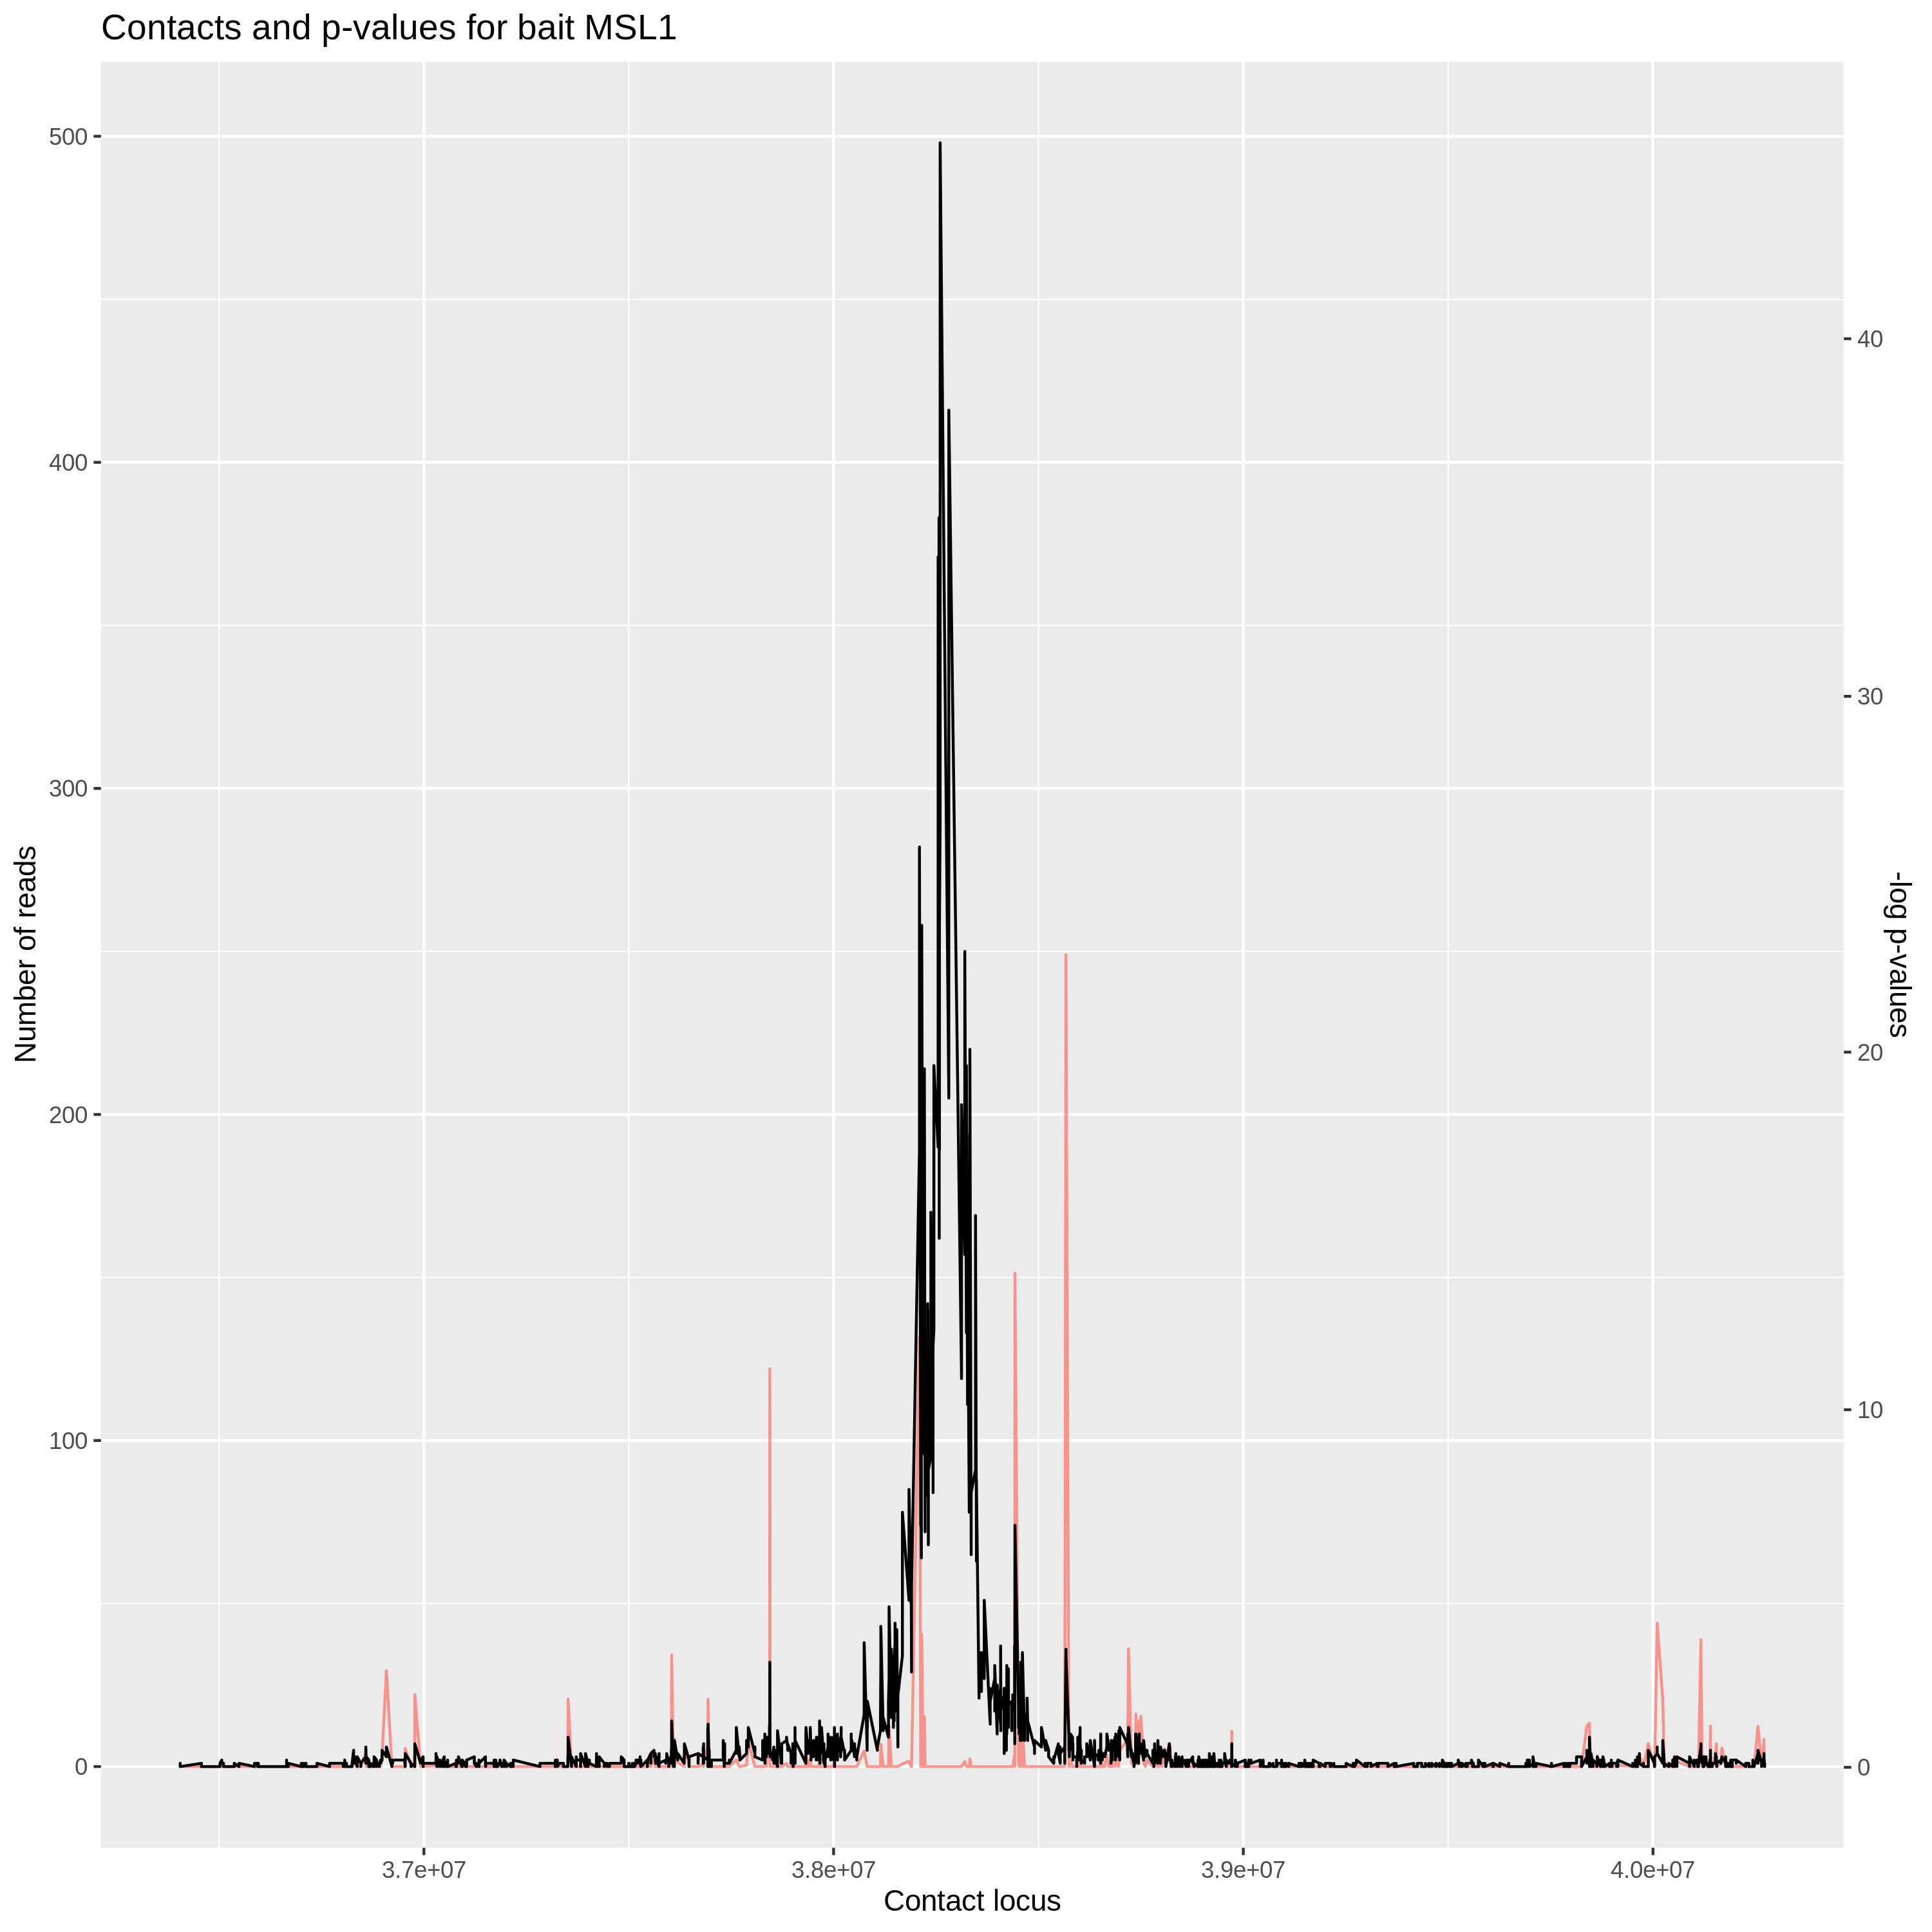 Contacts and p-values for bait MSL1
500
400
300
200
100
0
Number of reads
40
30
20
10
0
-log p-values
3.7e+07
3.8e+07
3.9e+07
4.0e+07
Contact locus